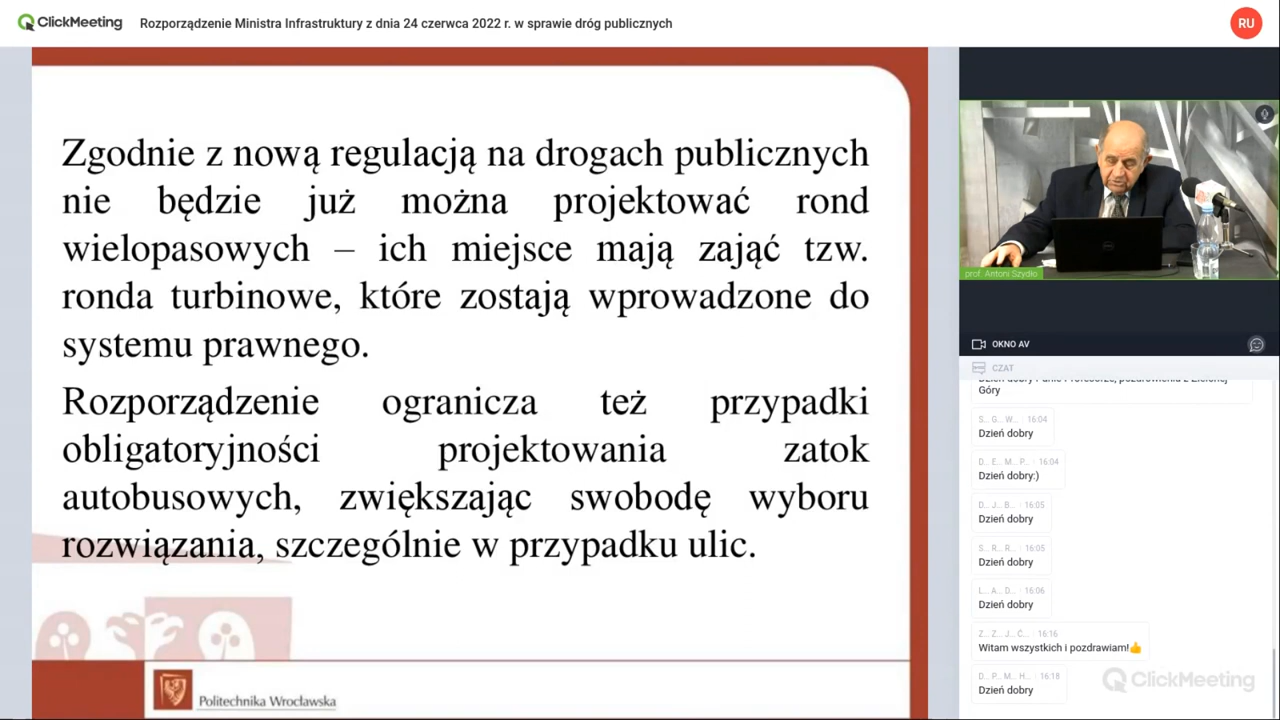 ClickMeeting
Rozporządzenie Ministra Infrastruktury z dnia 24 czerwca 2022 r. w sprawie dróg publicznych
RU
Zgodnie z nową regulacją na drogach publicznych
nie będzie już można projektować rond
wielopasowych – ich miejsce mają zająć tzw.
ronda turbinowe, które zostają wprowadzone do
systemu prawnego.
Rozporządzenie ogranicza też przypadki
obligatoryjności projektowania zatok
autobusowych, zwiększając swobodę wyboru
rozwiązania, szczególnie w przypadku ulic.
Politechnika Wrocławska
prof. Antoni Szydło
OKNO AV
CZAT
Dzień dobry Panie Profesorze, pozdrowienia z Zielonej
Góry
S... G... W... 16:04
Dzień dobry
D... E... M... P... 16:04
Dzień dobry:)
D... J... B... 16:05
Dzień dobry
S... R... R... 16:05
Dzień dobry
L... A... D... 16:06
Dzień dobry
Z... Z... J... Ć... 16:16
Witam wszystkich i pozdrawiam!👍
D... P... M... H... 16:18
Dzień dobry
ClickMeeting